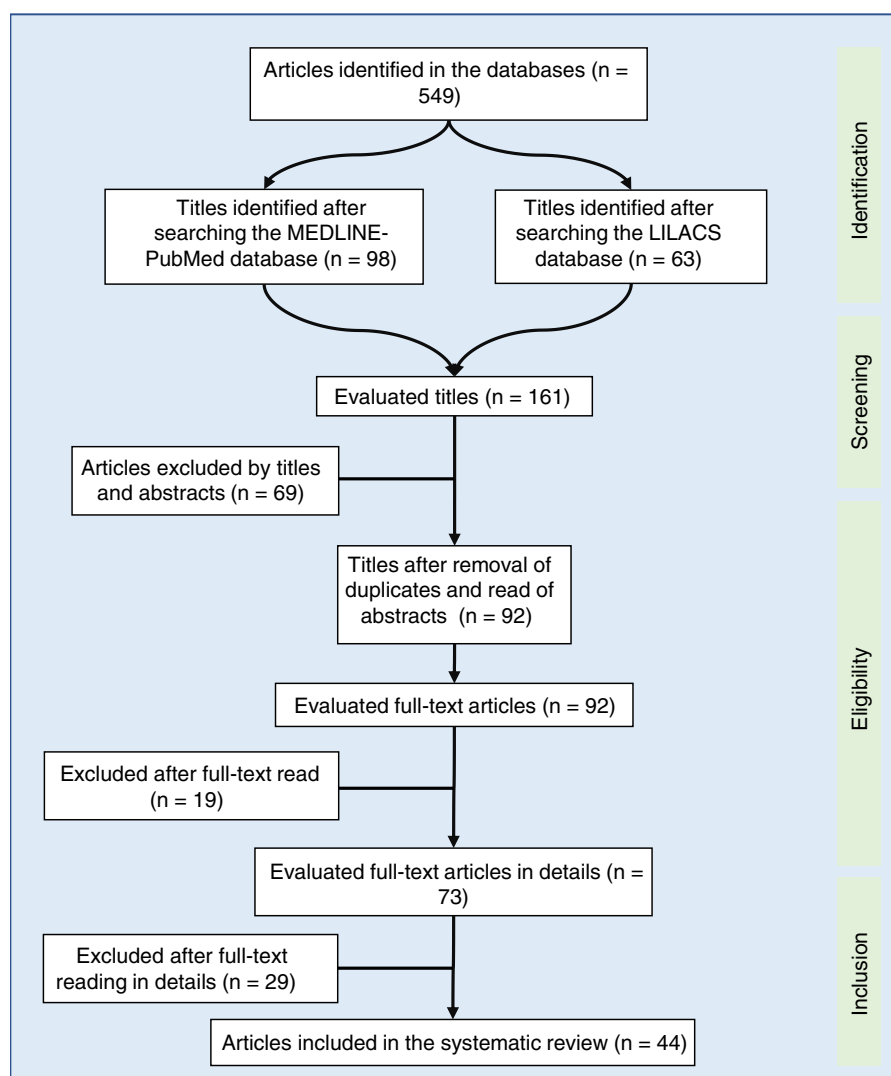 Articles identified in the databases (n =
549)
Titles identified after
searching the MEDLINE-
PubMed database (n = 98)
Titles identified after
searching the LILACS
database (n = 63)
Identification
Evaluated titles (n = 161)
Articles excluded by titles
and abstracts (n = 69)
Screening
Titles after removal of
duplicates and read of
abstracts (n = 92)
Evaluated full-text articles (n = 92)
Excluded after full-text read
(n = 19)
Eligibility
Evaluated full-text articles in details (n =
73)
Excluded after full-text
reading in details (n = 29)
Articles included in the systematic review (n = 44)
Inclusion